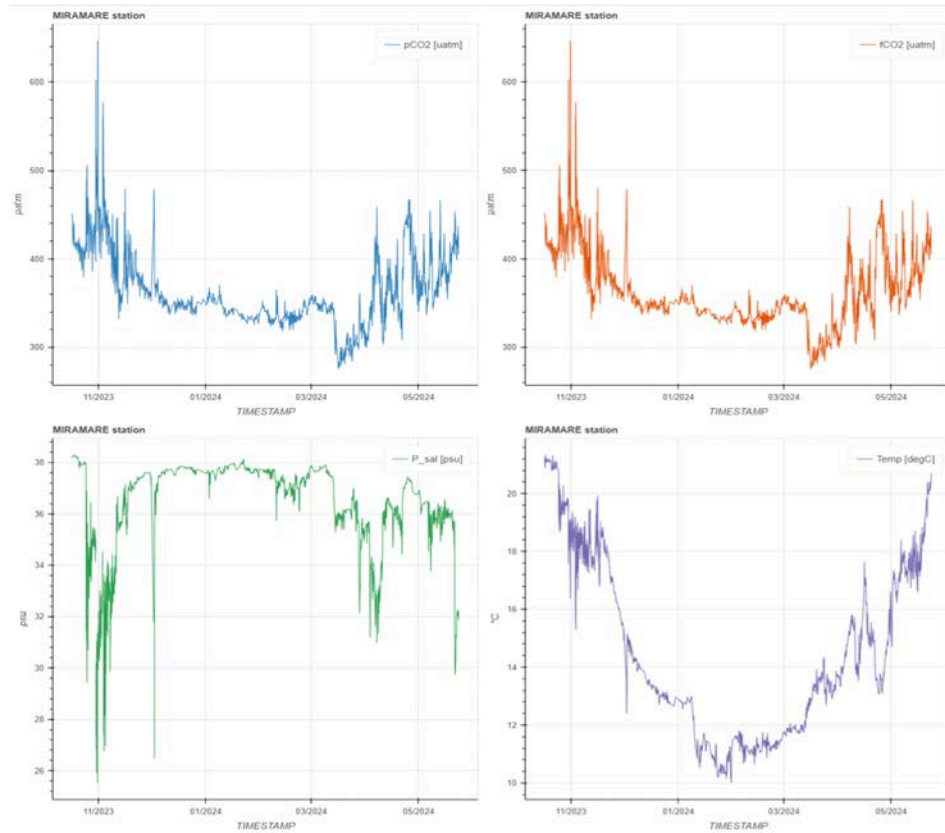 MIRAMARE station
pCO2 [uatm]
600
500
400
300
µatm
11/2023 01/2024 03/2024 05/2024
TIMESTAMP
MIRAMARE station
fCO2 [uatm]
600
500
400
300
µatm
11/2023 01/2024 03/2024 05/2024
TIMESTAMP
MIRAMARE station
P_sal [psu]
38
36
34
32
30
28
26
psu
11/2023 01/2024 03/2024 05/2024
TIMESTAMP
MIRAMARE station
Temp [degC]
20
18
16
14
12
10
°C
11/2023 01/2024 03/2024 05/2024
TIMESTAMP